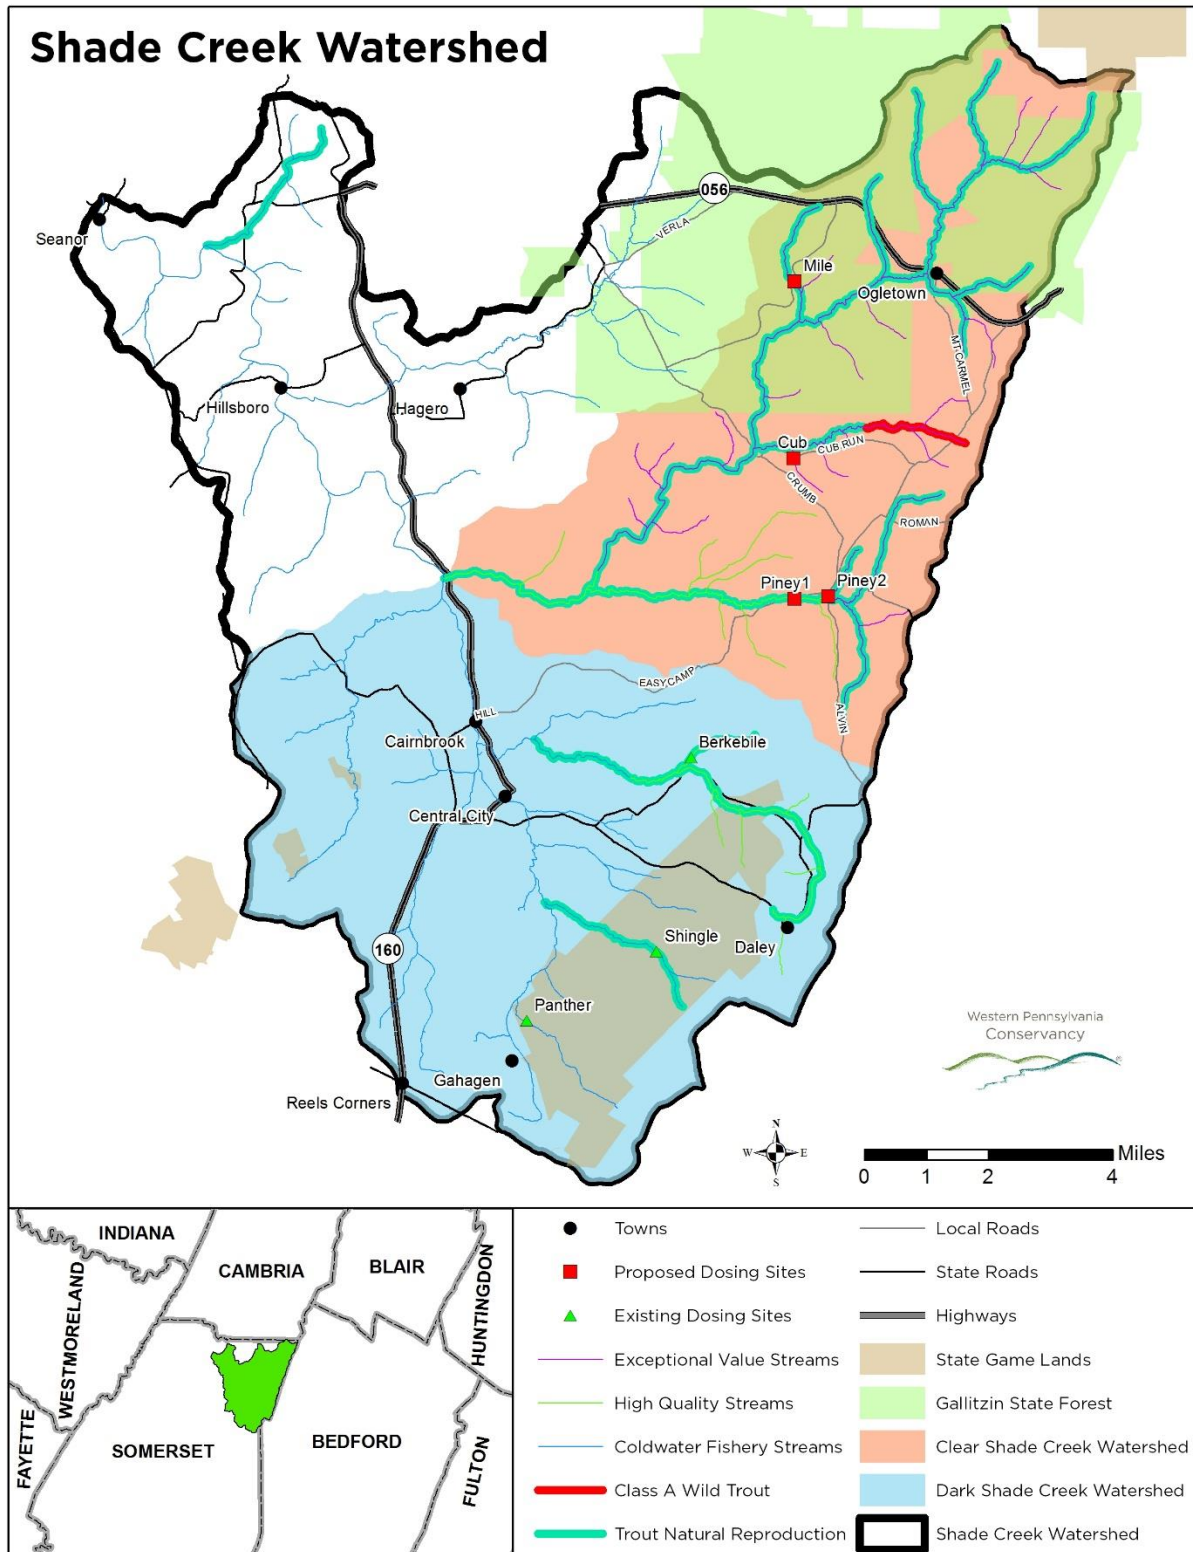 Shade Creek Watershed
056
VERLA
Seanor
Mile
Ogletown
MT CARMEL
Hillsboro
Hagero
Cub
CUB RUN
CRUMB
ROMAN
Piney1
Piney2
EASYCAMP
HILL
ALVIN
Cairnbrook
Berkebile
Central City
160
Shingle
Daley
Panther
Gahagen
Reels Corners
Western Pennsylvania
Conservancy
N
W E
S
Miles
0 1 2 4
INDIANA
CAMBRIA
BLAIR
HUNTINGDON
WESTMORELAND
FAYETTE
SOMERSET
BEDFORD
FULTON
Towns
Proposed Dosing Sites
Existing Dosing Sites
Exceptional Value Streams
High Quality Streams
Coldwater Fishery Streams
Class A Wild Trout
Trout Natural Reproduction
Local Roads
State Roads
Highways
State Game Lands
Gallitzin State Forest
Clear Shade Creek Watershed
Dark Shade Creek Watershed
Shade Creek Watershed